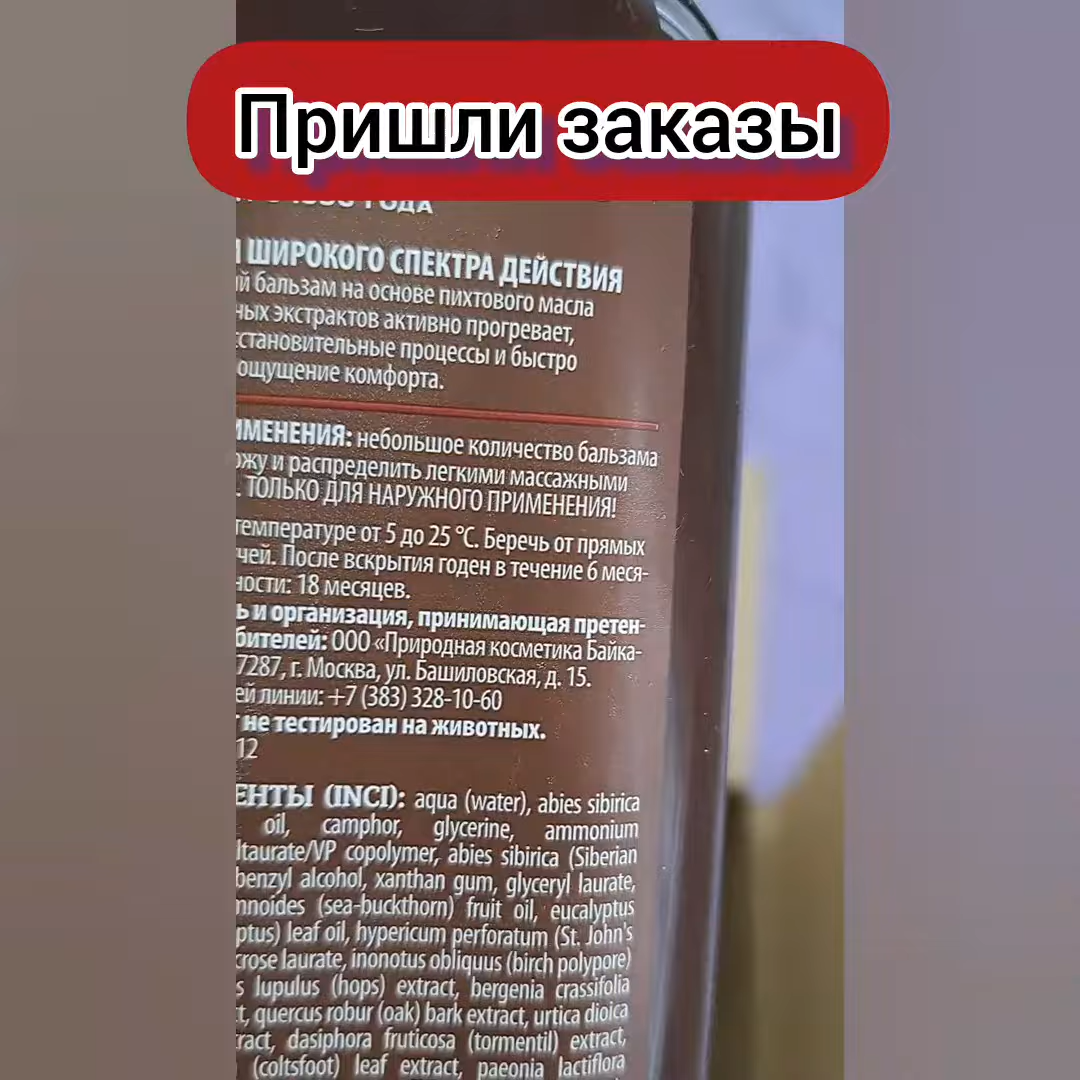 Пришли заказы
ГОДА
ШИРОКОГО СПЕКТРА ДЕЙСТВИЯ
й бальзам на основе пихтового масла
ных экстрактов активно прогревает,
становительные процессы и быстро
ощущение комфорта.
ИМЕНЕНИЯ: небольшое количество бальзама
ожу и распределить легкими массажными
. ТОЛЬКО ДЛЯ НАРУЖНОГО ПРИМЕНЕНИЯ!
температуре от 5 до 25 °C. Беречь от прямых
чей. После вскрытия годен в течение 6 меся-
ности: 18 месяцев.
ь и организация, принимающая претен-
бителей: ООО «Природная косметика Байка-
7287, г. Москва, ул. Башиловская, д. 15.
ей линии: +7 (383) 328-10-60
т не тестирован на животных.
12
ЕНТЫ (INCI): aqua (water), abies sibirica
oil, camphor, glycerine, ammonium
ltaurate/VP copolymer, abies sibirica (Siberian
benzyl alcohol, xanthan gum, glyceryl laurate,
mnoides (sea-buckthorn) fruit oil, eucalyptus
ptus) leaf oil, hypericum perforatum (St. John's
crose laurate, inonotus obliquus (birch polypore)
s lupulus (hops) extract, bergenia crassifolia
t, quercus robur (oak) bark extract, urtica dioica
ract, dasiphora fruticosa (tormentil) extract,
(coltsfoot) leaf extract, paeonia lactiflora